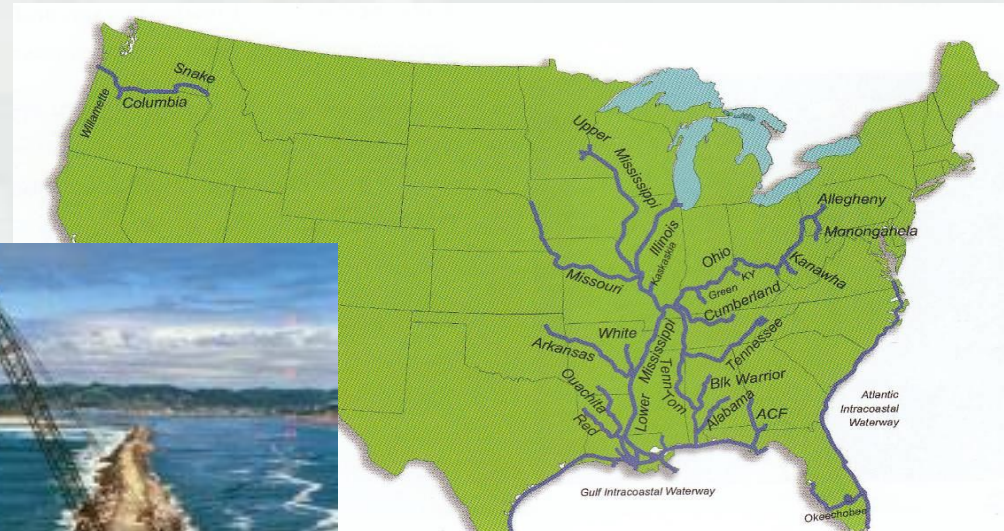 Snake
Columbia
Willamette
Upper
Mississippi
Illinois
Kaskaskia
Missouri
Allegheny
Monongahela
Ohio
KY
Kanawha
Green
Cumberland
White
Arkansas
Tennessee
Lower Mississippi
Tenn-Tom
Ouachita
Red
Blk Warrior
Alabama
ACF
Atlantic
Intracoastal
Waterway
Gulf Intracoastal Waterway
Okeechobee